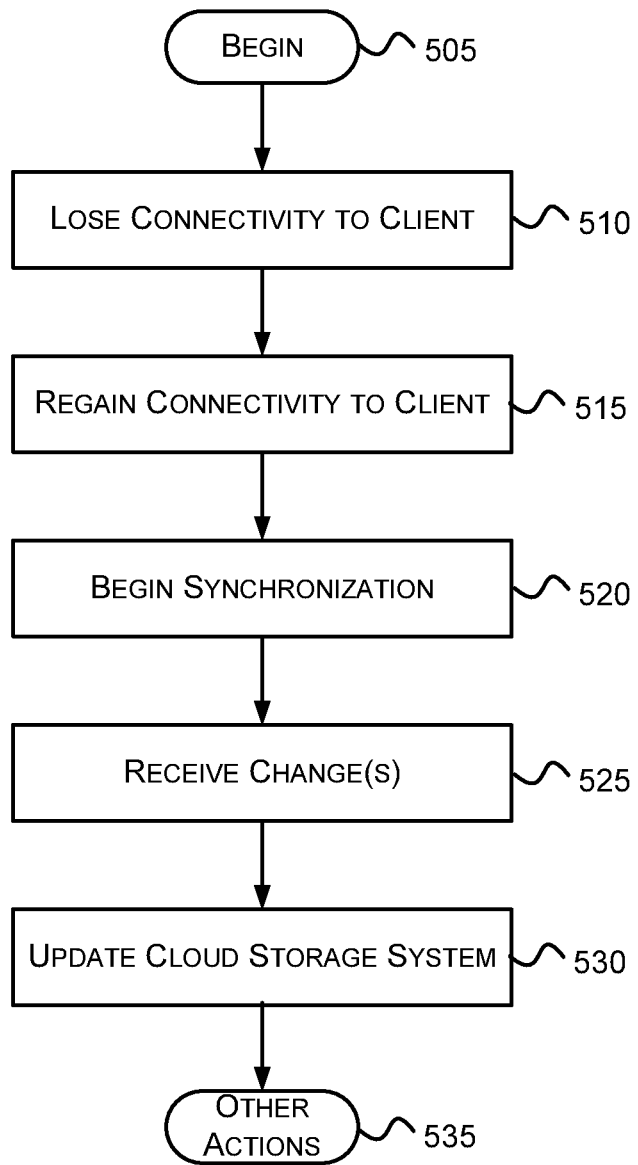 BEGIN
505
LOSE CONNECTIVITY TO CLIENT
510
REGAIN CONNECTIVITY TO CLIENT
515
BEGIN SYNCHRONIZATION
520
RECEIVE CHANGE(S)
525
UPDATE CLOUD STORAGE SYSTEM
530
OTHER
ACTIONS
535